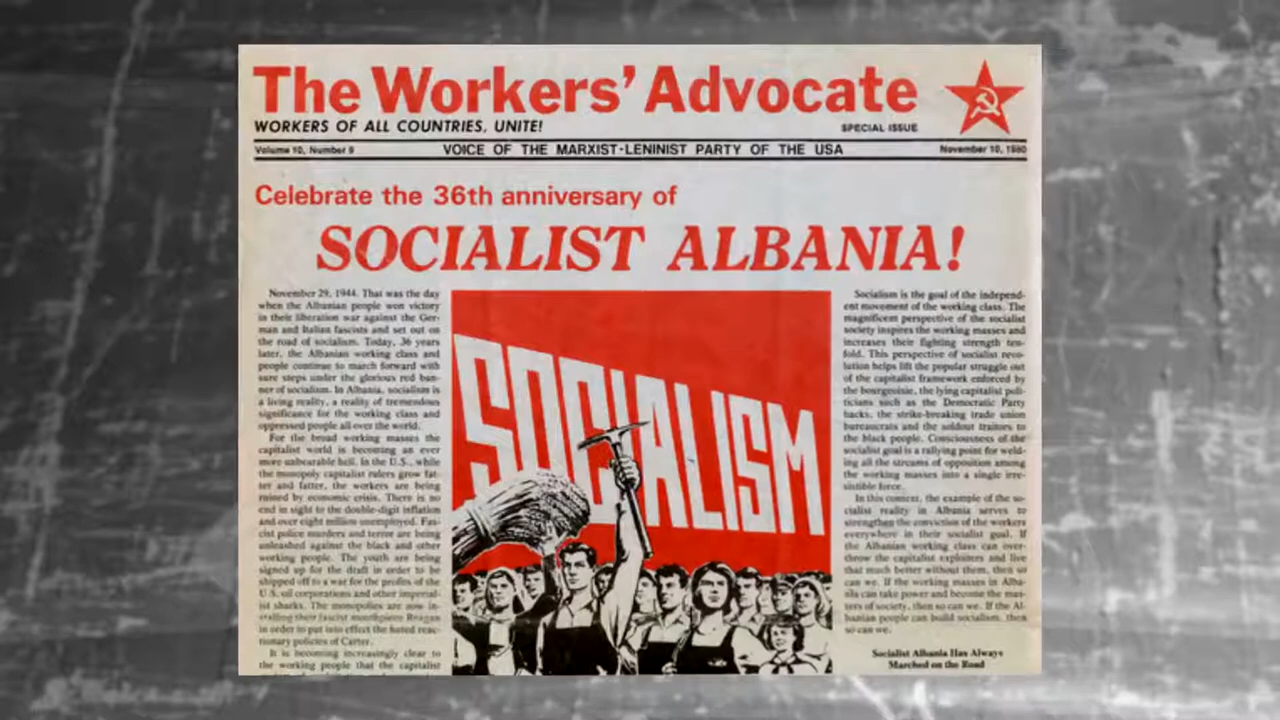 The Workers' Advocate
WORKERS OF ALL COUNTRIES, UNITE!
SPECIAL ISSUE
Volume 10, Number 9
VOICE OF THE MARXIST-LENINIST PARTY OF THE USA
November 10, 1980
Celebrate the 36th anniversary of
SOCIALIST ALBANIA!
November 29, 1944. That was the day
when the Albanian people won victory
in their liberation war against the Ger-
man and Italian fascists and set out on
the road of socialism. Today, 36 years
later, the Albanian working class and
people continue to march forward with
sure steps under the glorious red ban-
ner of socialism. In Albania, socialism is
a living reality, a reality of tremendous
significance for the working class and
oppressed people all over the world.
For the broad working masses the
capitalist world is becoming an ever
more unbearable hell. In the U.S., while
the monopoly capitalist rulers grow fat-
ter and fatter, the workers are being
ruined by economic crisis. There is no
end in sight to the double-digit inflation
and over eight million unemployed. Fas-
cist police murders and terror are being
unleashed against the black and other
working people. The youth are being
signed up for the draft in order to be
shipped off to a war for the profits of the
U.S. oil corporations and other imperial-
ist sharks. The monopolies are now in-
stalling their fascist mouthpiece Reagan
in order to put into effect the hated reac-
tionary policies of Carter.
It is becoming increasingly clear to
the working people that the capitalist
SOCIALISM
Socialism is the goal of the independ-
ent movement of the working class. The
magnificent perspective of the socialist
society inspires the working masses and
increases their fighting strength ten-
fold. This perspective of socialist revo-
lution helps lift the popular struggle out
of the capitalist framework enforced by
the bourgeoisie, the lying capitalist poli-
ticians such as the Democratic Party
hacks, the strike-breaking trade union
bureaucrats and the soldout traitors to
the black people. Consciousness of the
socialist goal is a rallying point for weld-
ing all the streams of opposition among
the working masses into a single irre-
sistible force.
In this context, the example of the so-
cialist reality in Albania serves to
strengthen the conviction of the workers
everywhere in their socialist goal. If
the Albanian working class can over-
throw the capitalist exploiters and live
that much better without them, then so
can we. If the working masses in Alba-
nia can take power and become the mas-
ters of society, then so can we. If the Al-
banian people can build socialism, then
so can we.
Socialist Albania Has Always
Marched on the Road